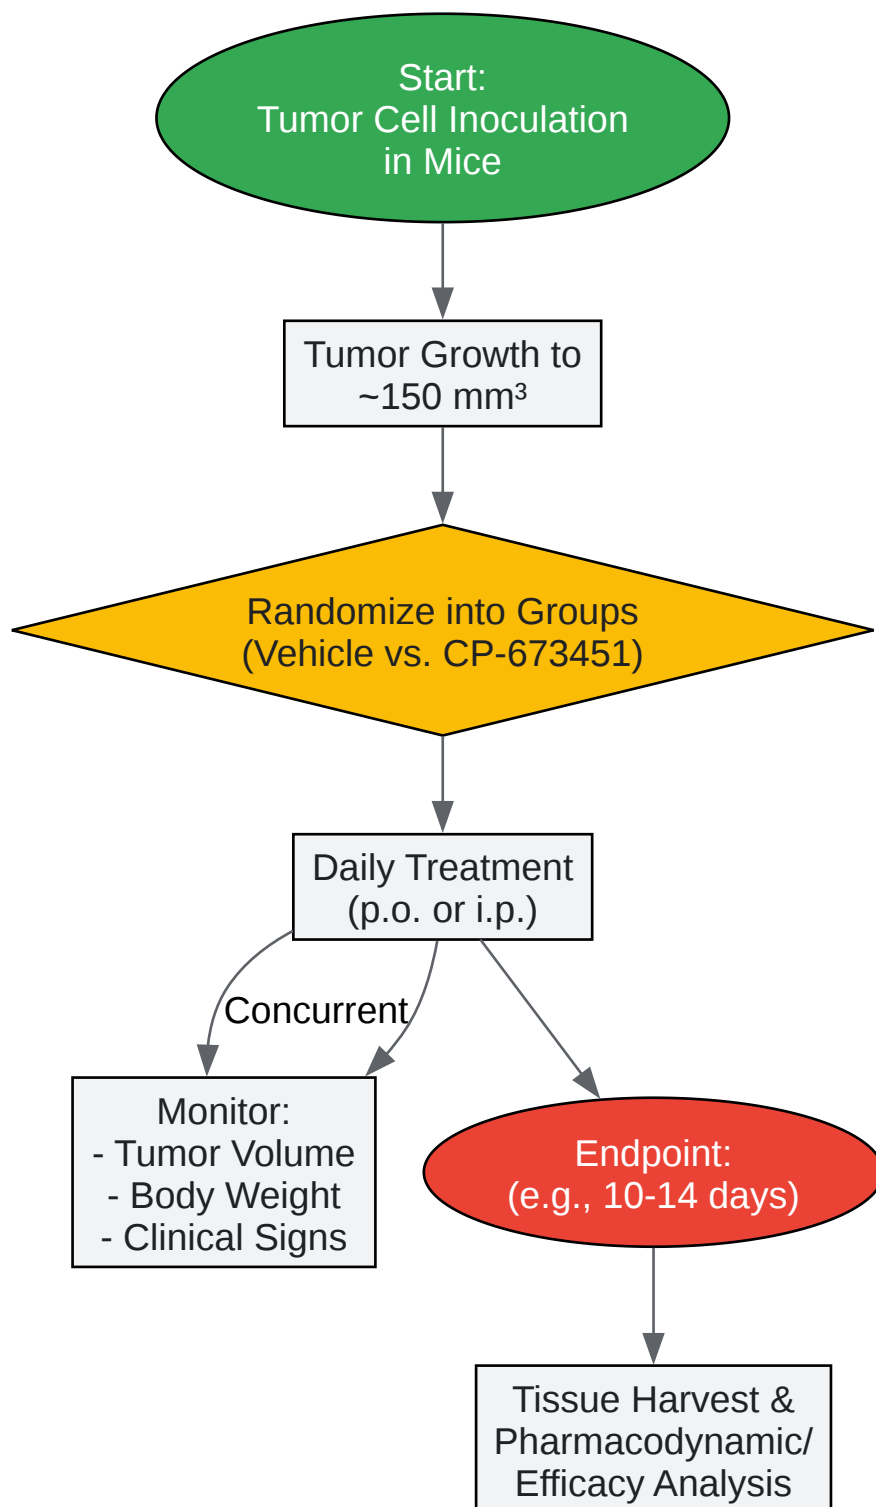 Start:
Tumor Cell Inoculation
in Mice
Tumor Growth to
~150 mm³
Randomize into Groups
(Vehicle vs. CP-673451)
Daily Treatment
(p.o. or i.p.)
Concurrent
Monitor:
- Tumor Volume
- Body Weight
- Clinical Signs
Endpoint:
(e.g., 10-14 days)
Tissue Harvest &
Pharmacodynamic/
Efficacy Analysis